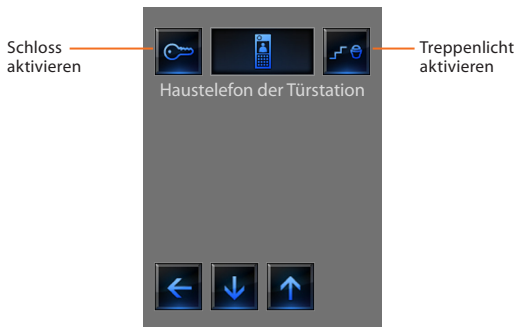 Schloss
aktivieren
Treppenlicht
aktivieren
Haustelefon der Türstation